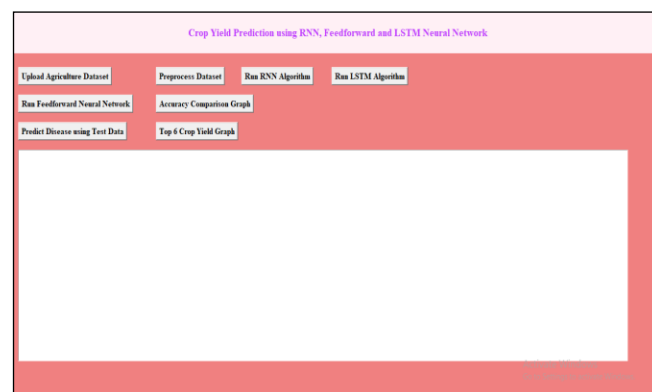 Crop Yield Prediction using RNN, Feedforward and LSTM Neural Network
Upload Agriculture Dataset Preprocess Dataset Run RNN Algorithm Run LSTM Algorithm
Run Feedforward Neural Network Accuracy Comparison Graph
Predict Disease using Test Data Top 6 Crop Yield Graph